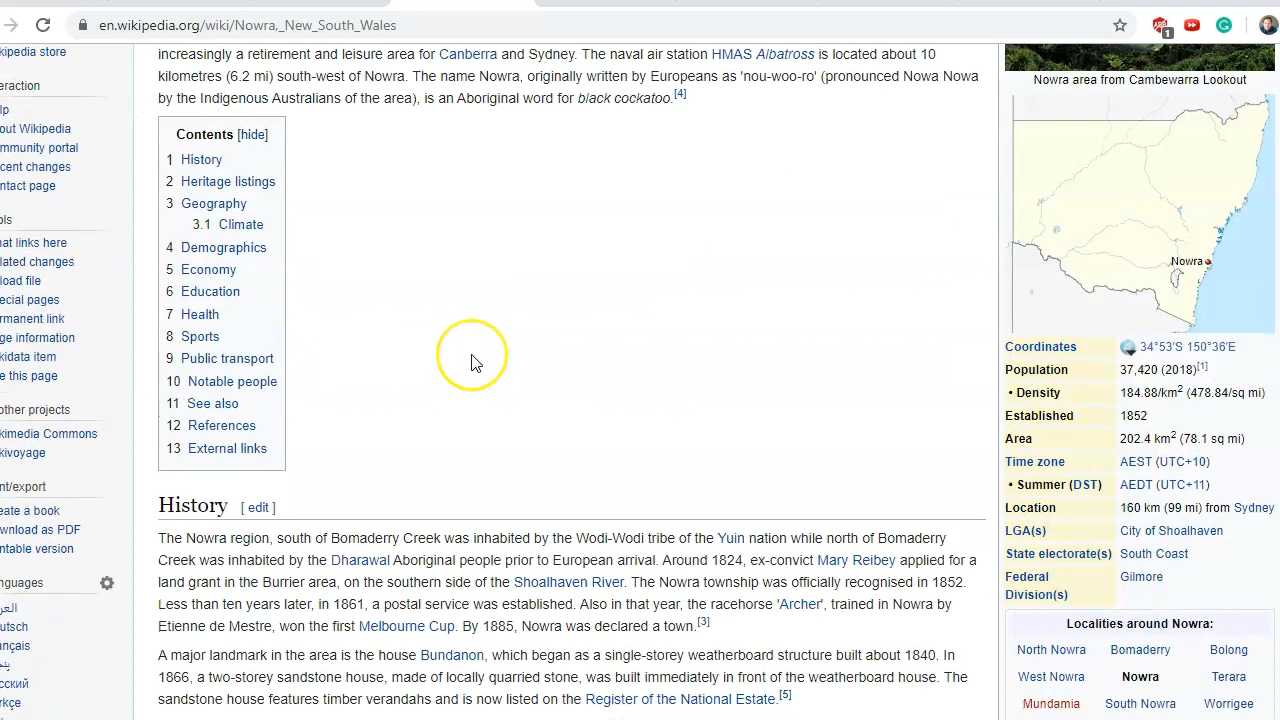 en.wikipedia.org/wiki/Nowra,_New_South_Wales
1
kipedia store
eraction
lp
out Wikipedia
mmunity portal
cent changes
ntact page
ols
hat links here
lated changes
load file
ecial pages
rmanent link
ge information
kidata item
e this page
other projects
kimedia Commons
kivoyage
nt/export
eate a book
wnload as PDF
ntable version
nguages
العر
utsch
ançais
сский
rkçe
increasingly a retirement and leisure area for Canberra and Sydney. The naval air station HMAS Albatross is located about 10
kilometres (6.2 mi) south-west of Nowra. The name Nowra, originally written by Europeans as 'nou-woo-ro' (pronounced Nowa Nowa
by the Indigenous Australians of the area), is an Aboriginal word for black cockatoo.[4]
Contents [hide]
1 History
2 Heritage listings
3 Geography
3.1 Climate
4 Demographics
5 Economy
6 Education
7 Health
8 Sports
9 Public transport
10 Notable people
11 See also
12 References
13 External links
History [ edit ]
The Nowra region, south of Bomaderry Creek was inhabited by the Wodi-Wodi tribe of the Yuin nation while north of Bomaderry
Creek was inhabited by the Dharawal Aboriginal people prior to European arrival. Around 1824, ex-convict Mary Reibey applied for a
land grant in the Burrier area, on the southern side of the Shoalhaven River. The Nowra township was officially recognised in 1852.
Less than ten years later, in 1861, a postal service was established. Also in that year, the racehorse 'Archer', trained in Nowra by
Etienne de Mestre, won the first Melbourne Cup. By 1885, Nowra was declared a town.[3]
A major landmark in the area is the house Bundanon, which began as a single-storey weatherboard structure built about 1840. In
1866, a two-storey sandstone house, made of locally quarried stone, was built immediately in front of the weatherboard house. The
sandstone house features timber verandahs and is now listed on the Register of the National Estate.[5]
Nowra area from Cambewarra Lookout
Nowra
Coordinates 34°53′S 150°36′E
Population 37,420 (2018)[1]
• Density 184.88/km2 (478.84/sq mi)
Established 1852
Area 202.4 km2 (78.1 sq mi)
Time zone AEST (UTC+10)
• Summer (DST) AEDT (UTC+11)
Location 160 km (99 mi) from Sydney
LGA(s) City of Shoalhaven
State electorate(s) South Coast
Federal Gilmore
Division(s)
Localities around Nowra:
North Nowra Bomaderry Bolong
West Nowra Nowra Terara
Mundamia South Nowra Worrigee